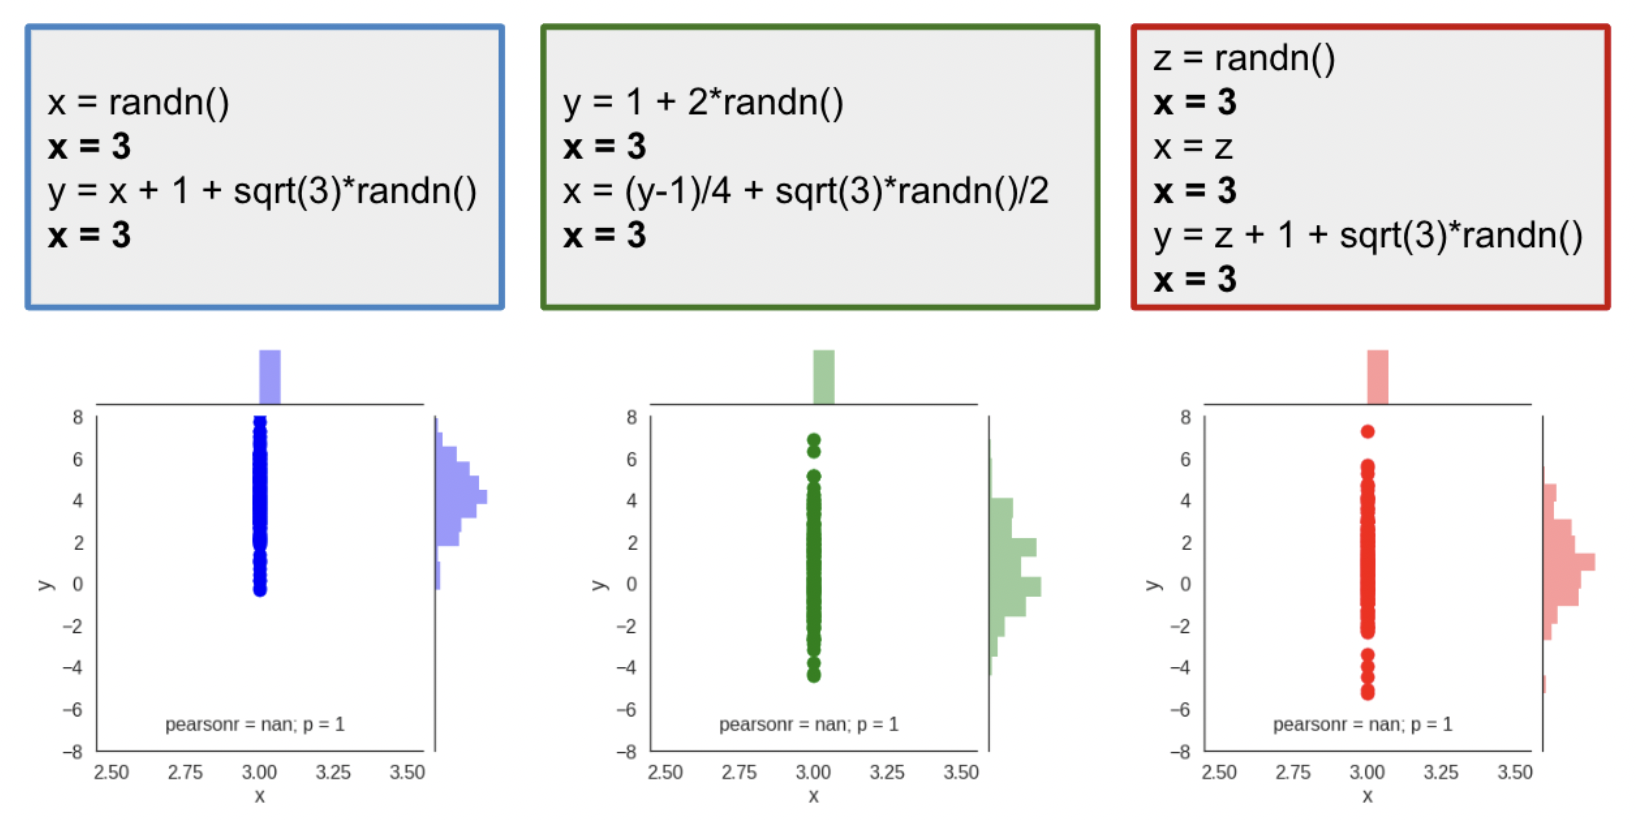 x = randn()
x = 3
y = x + 1 + sqrt(3)*randn()
x = 3
y = 1 + 2*randn()
x = 3
x = (y-1)/4 + sqrt(3)*randn()/2
x = 3
z = randn()
x = 3
x = z
x = 3
y = z + 1 + sqrt(3)*randn()
x = 3
8
6
4
2
0
−2
−4
−6
−8
y
pearsonr = nan; p = 1
2.50 2.75 3.00 3.25 3.50
x
8
6
4
2
0
−2
−4
−6
−8
y
pearsonr = nan; p = 1
2.50 2.75 3.00 3.25 3.50
x
8
6
4
2
0
−2
−4
−6
−8
y
pearsonr = nan; p = 1
2.50 2.75 3.00 3.25 3.50
x